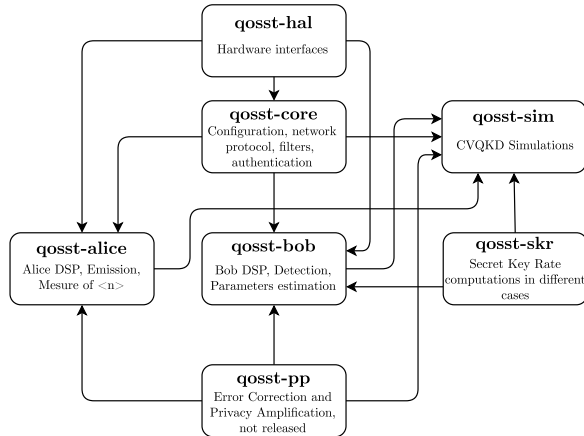 qosst-hal
Hardware interfaces
qosst-core
Configuration, network
protocol, filters,
authentication
qosst-sim
CVQKD Simulations
qosst-alice
Alice DSP, Emission,
Mesure of <n>
qosst-bob
Bob DSP, Detection,
Parameters estimation
qosst-skr
Secret Key Rate
computations in different
cases
qosst-pp
Error Correction and
Privacy Amplification,
not released